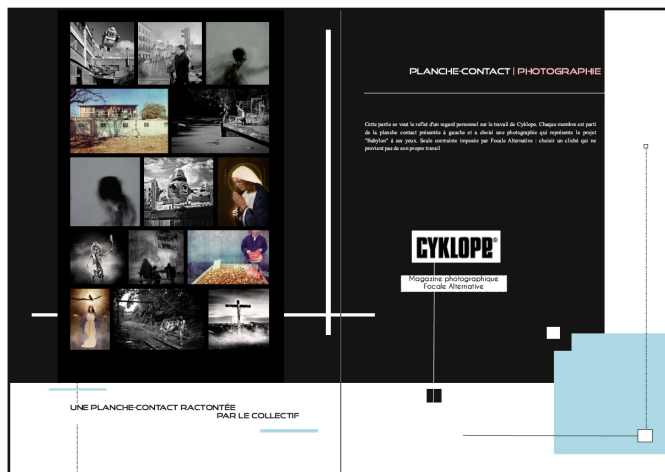 PLANCHE-CONTACT | PHOTOGRAPHIE
Cette partie se veut le reflet d'un regard personnel sur le travail de Cyklope. Chaque membre est parti
de la planche contact présentée à gauche et a choisi une photographie qui représente le projet
"Babylon" à ses yeux. Seule contrainte imposée par Focale Alternative : choisir un cliché qui ne
provient pas de son propre travail
CYKLOPE©
Magazine photographique
Focale Alternative
UNE PLANCHE-CONTACT RACTONTÉE
PAR LE COLLECTIF